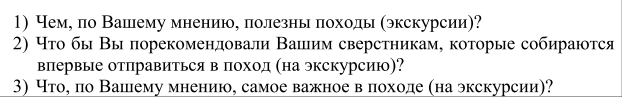 1) Чем, по Вашему мнению, полезны походы (экскурсии)?
2) Что бы Вы порекомендовали Вашим сверстникам, которые собираются
впервые отправиться в поход (на экскурсию)?
3) Что, по Вашему мнению, самое важное в походе (на экскурсии)?